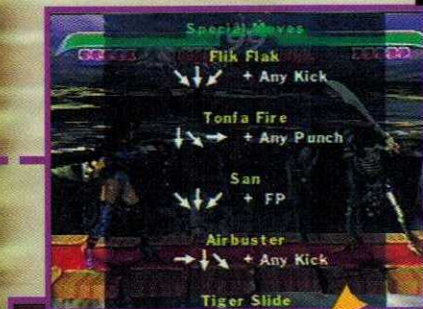 Special Moves
Flik Flak
↘↓↙ + Any Kick
Tonfa Fire
↓↘→ + Any Punch
San
↘↓↙ + FP
Airbuster
→↓↘ + Any Kick
Tiger Slide